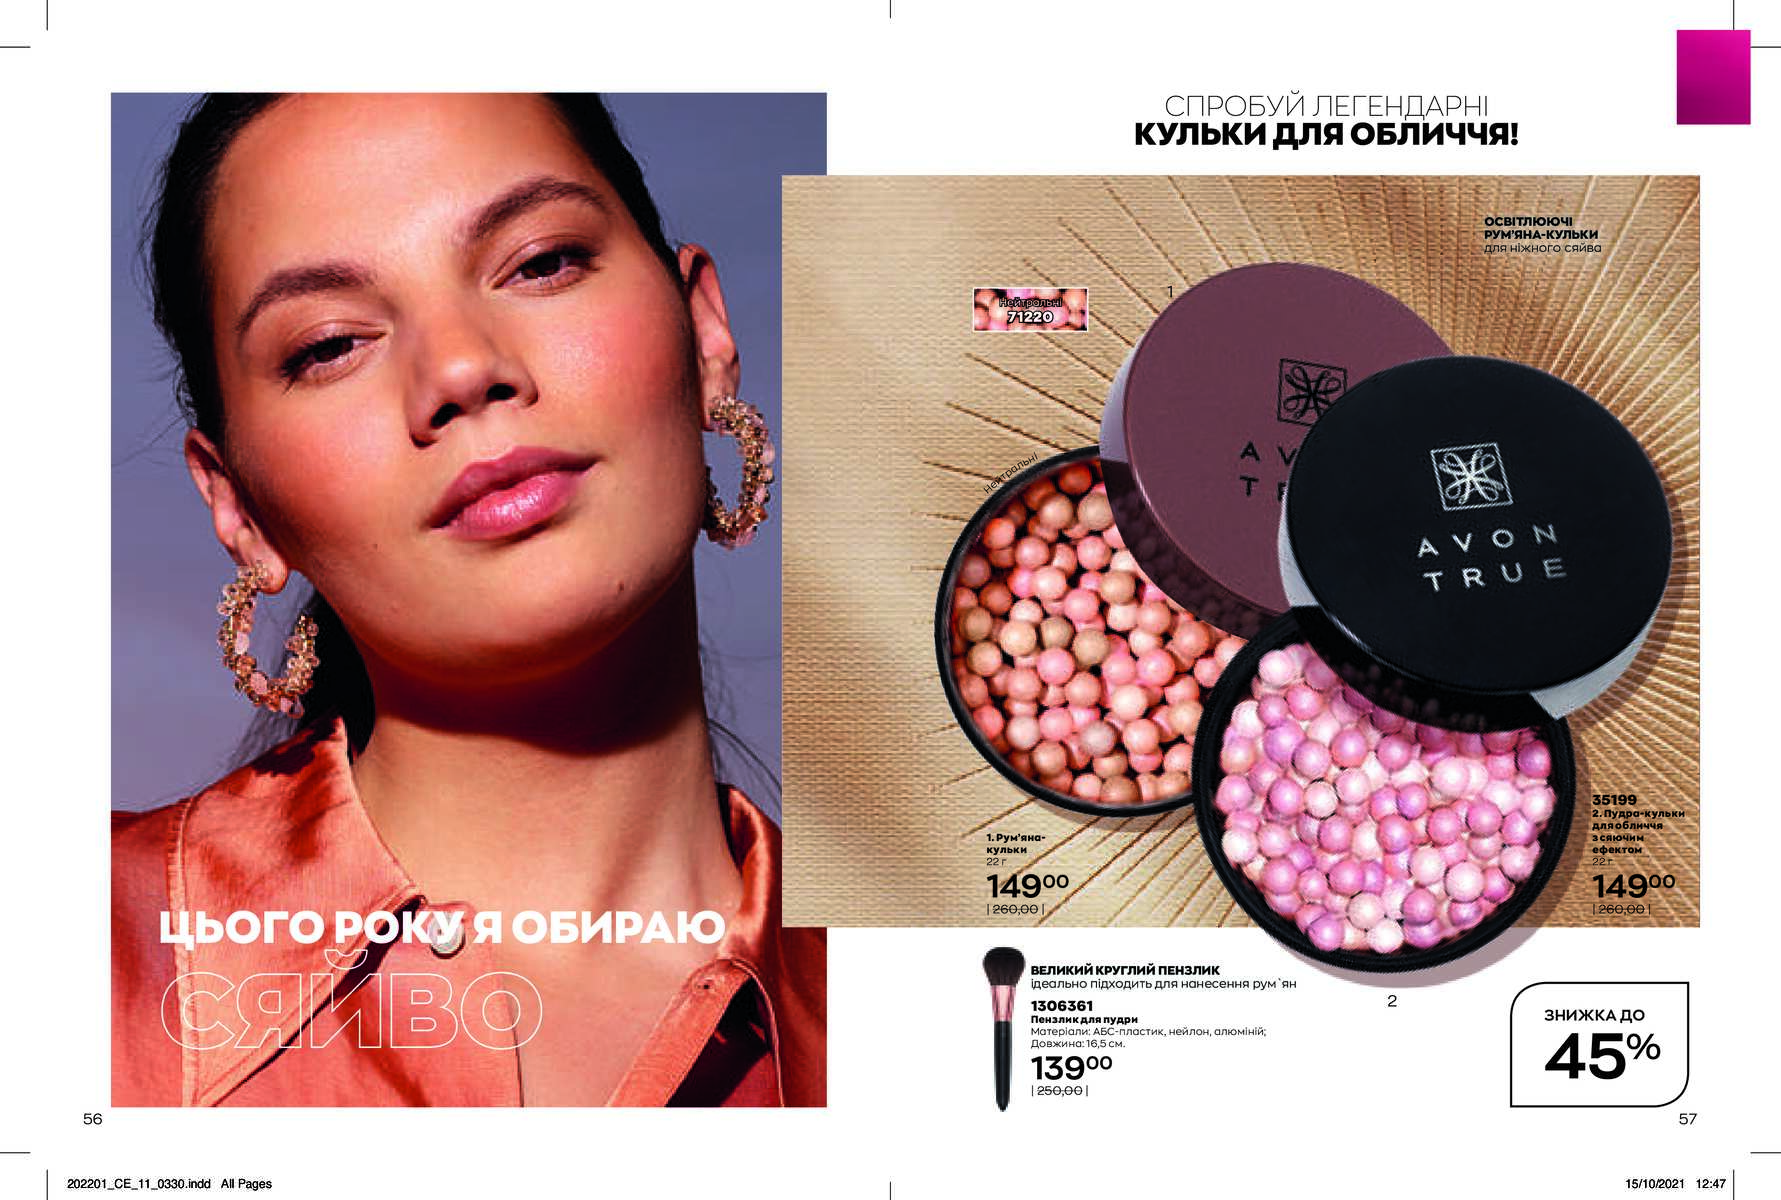 ЦЬОГО РОКУ Я ОБИРАЮ
СЯЙВО
56
202201_CE_11_0330.indd   All Pages
СПРОБУЙ ЛЕГЕНДАРНІ
КУЛЬКИ ДЛЯ ОБЛИЧЧЯ!
ОСВІТЛЮЮЧІ
РУМ'ЯНА-КУЛЬКИ
для ніжного сяйва
Нейтральні
71220
1
Нейтральні
AV
TR
AVON
TRUE
1. Рум'яна-
кульки
22 г
149⁰⁰
| 260,00 |
35199
2. Пудра-кульки
для обличчя
з сяючим
ефектом
22 г
149⁰⁰
| 260,00 |
2
ВЕЛИКИЙ КРУГЛИЙ ПЕНЗЛИК
ідеально підходить для нанесення рум`ян
1306361
Пензлик для пудри
Матеріали: АБС-пластик, нейлон, алюміній;
Довжина: 16,5 см.
139⁰⁰
| 250,00 |
ЗНИЖКА ДО
45%
57
15/10/2021   12:47